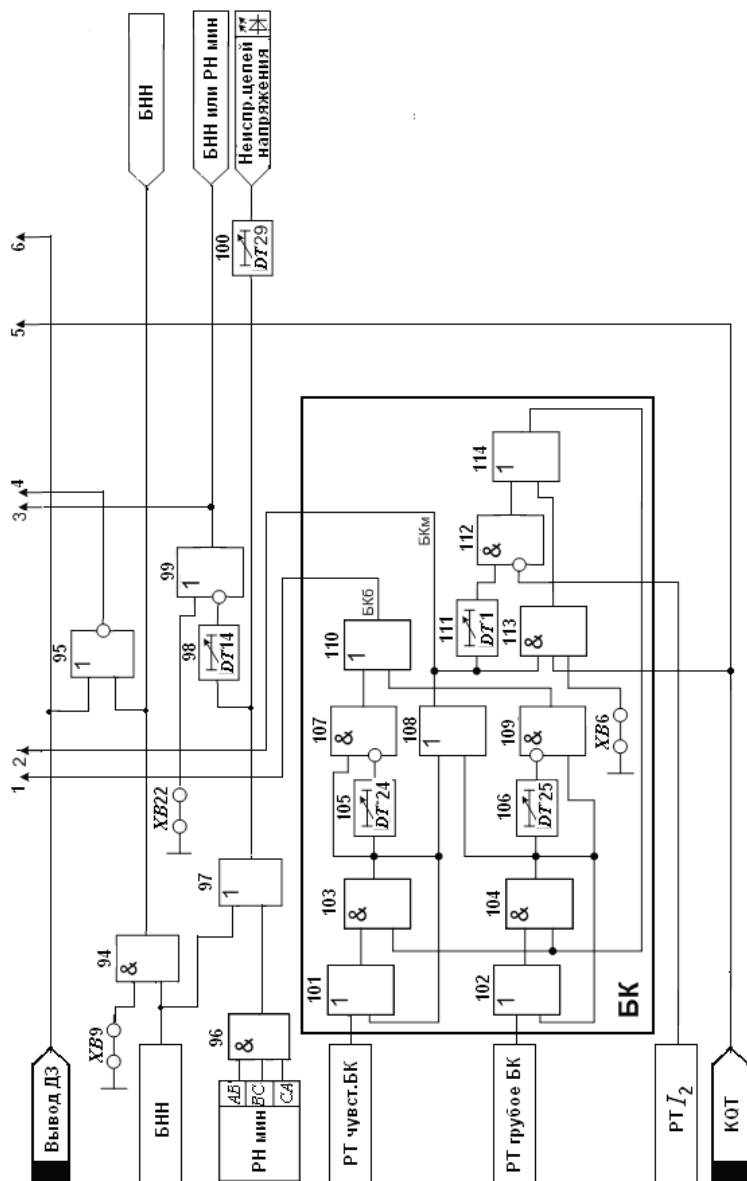 Вывод ДЗ
6
95
1
XB9
94
&
4
БНН
БНН
3
XB22
99
1
98
DT14
БНН или РН мин
96
&
97
1
100
DT29
Неиспр.цепей
напряжения
РН мин
AB
BC
CA
5
2
1
101
1
103
&
105
DT24
107
&
110
1
БКб
РТ чувст.БК
108
1
БКм
111
DT1
112
&
114
1
102
1
104
&
106
DT25
109
&
113
&
РТ грубое БК
XB6
БК
РТ I2
KQT